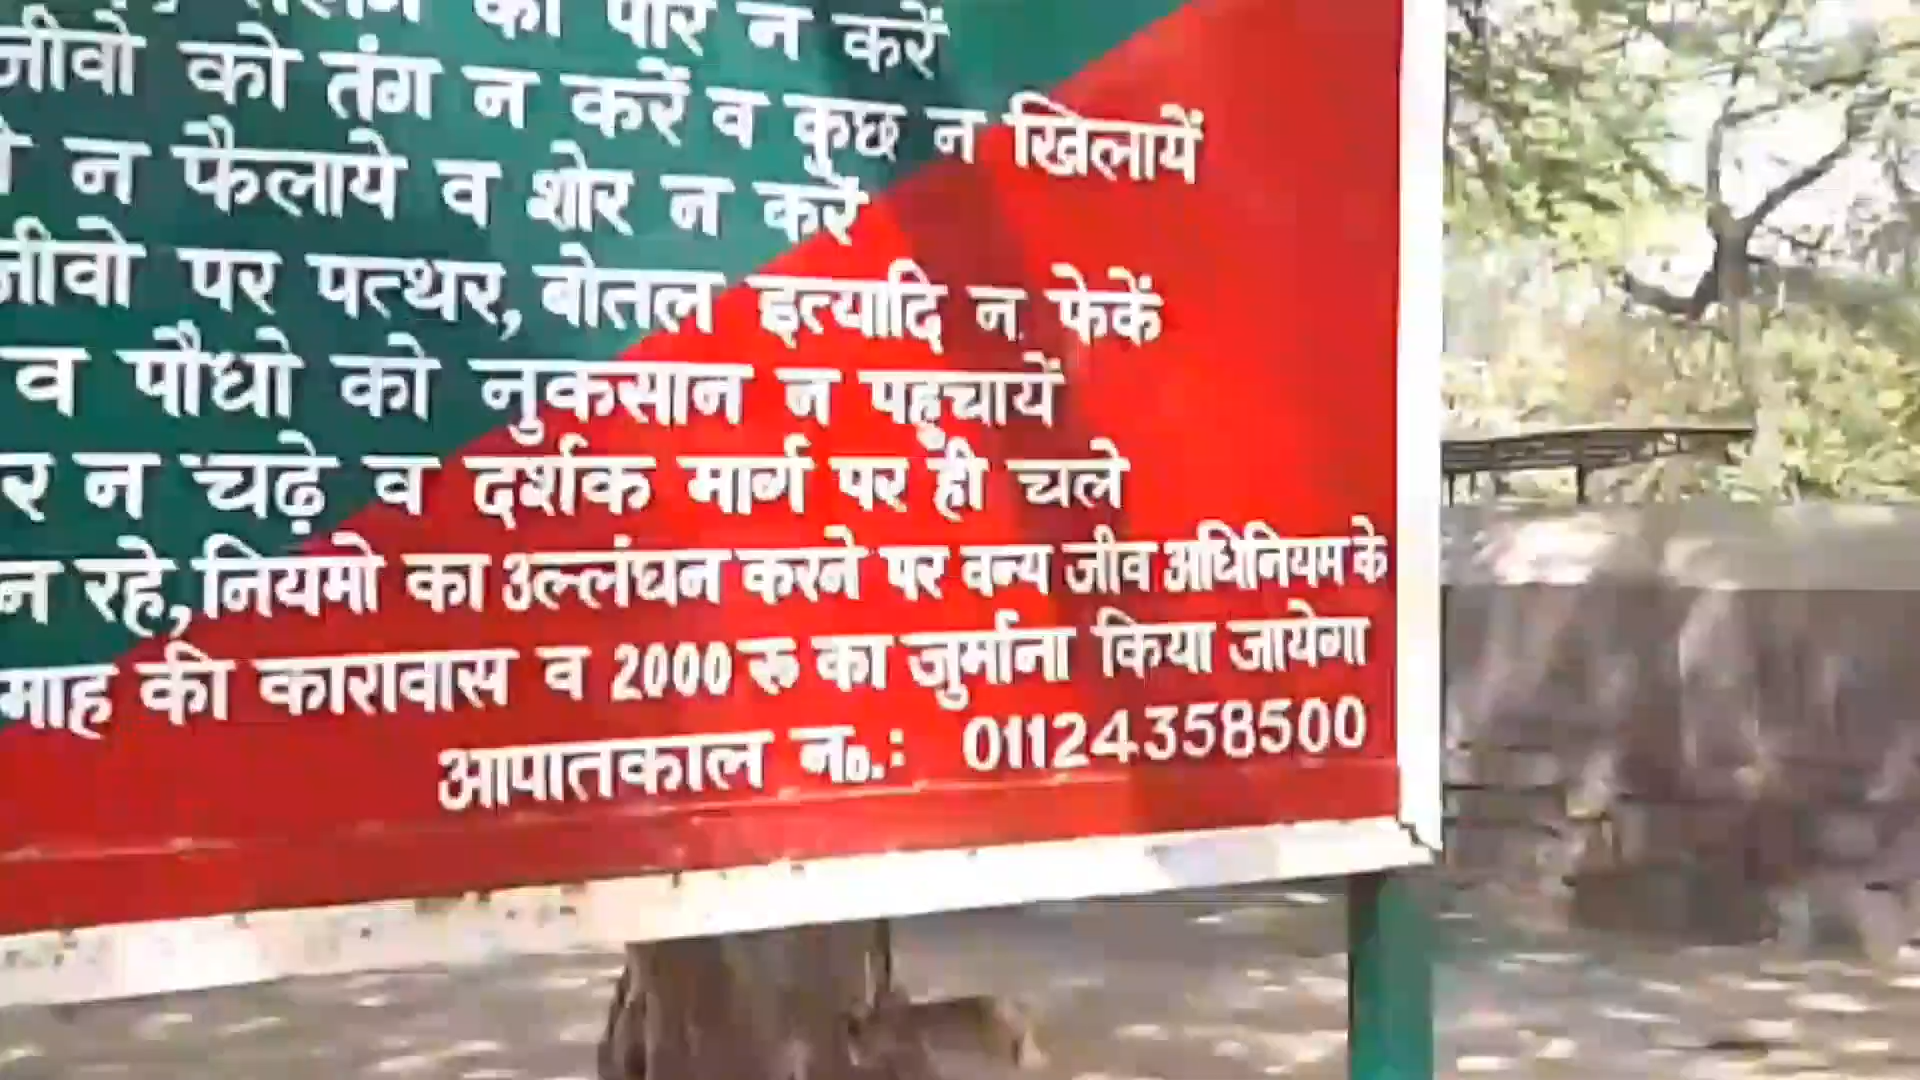 को पार न करें
जीवो को तंग न करें व कुछ न खिलायें
न फैलाये व शोर न करें
जीवो पर पत्थर, बोतल इत्यादि न फेकें
व पौधो को नुकसान न पहुचायें
र न चढ़े व दर्शक मार्ग पर ही चले
न रहे, नियमो का उल्लंघन करने पर वन्य जीव अधिनियम के
माह की कारावास व 2000 रू का जुर्माना किया जायेगा
आपातकाल न0.: 01124358500